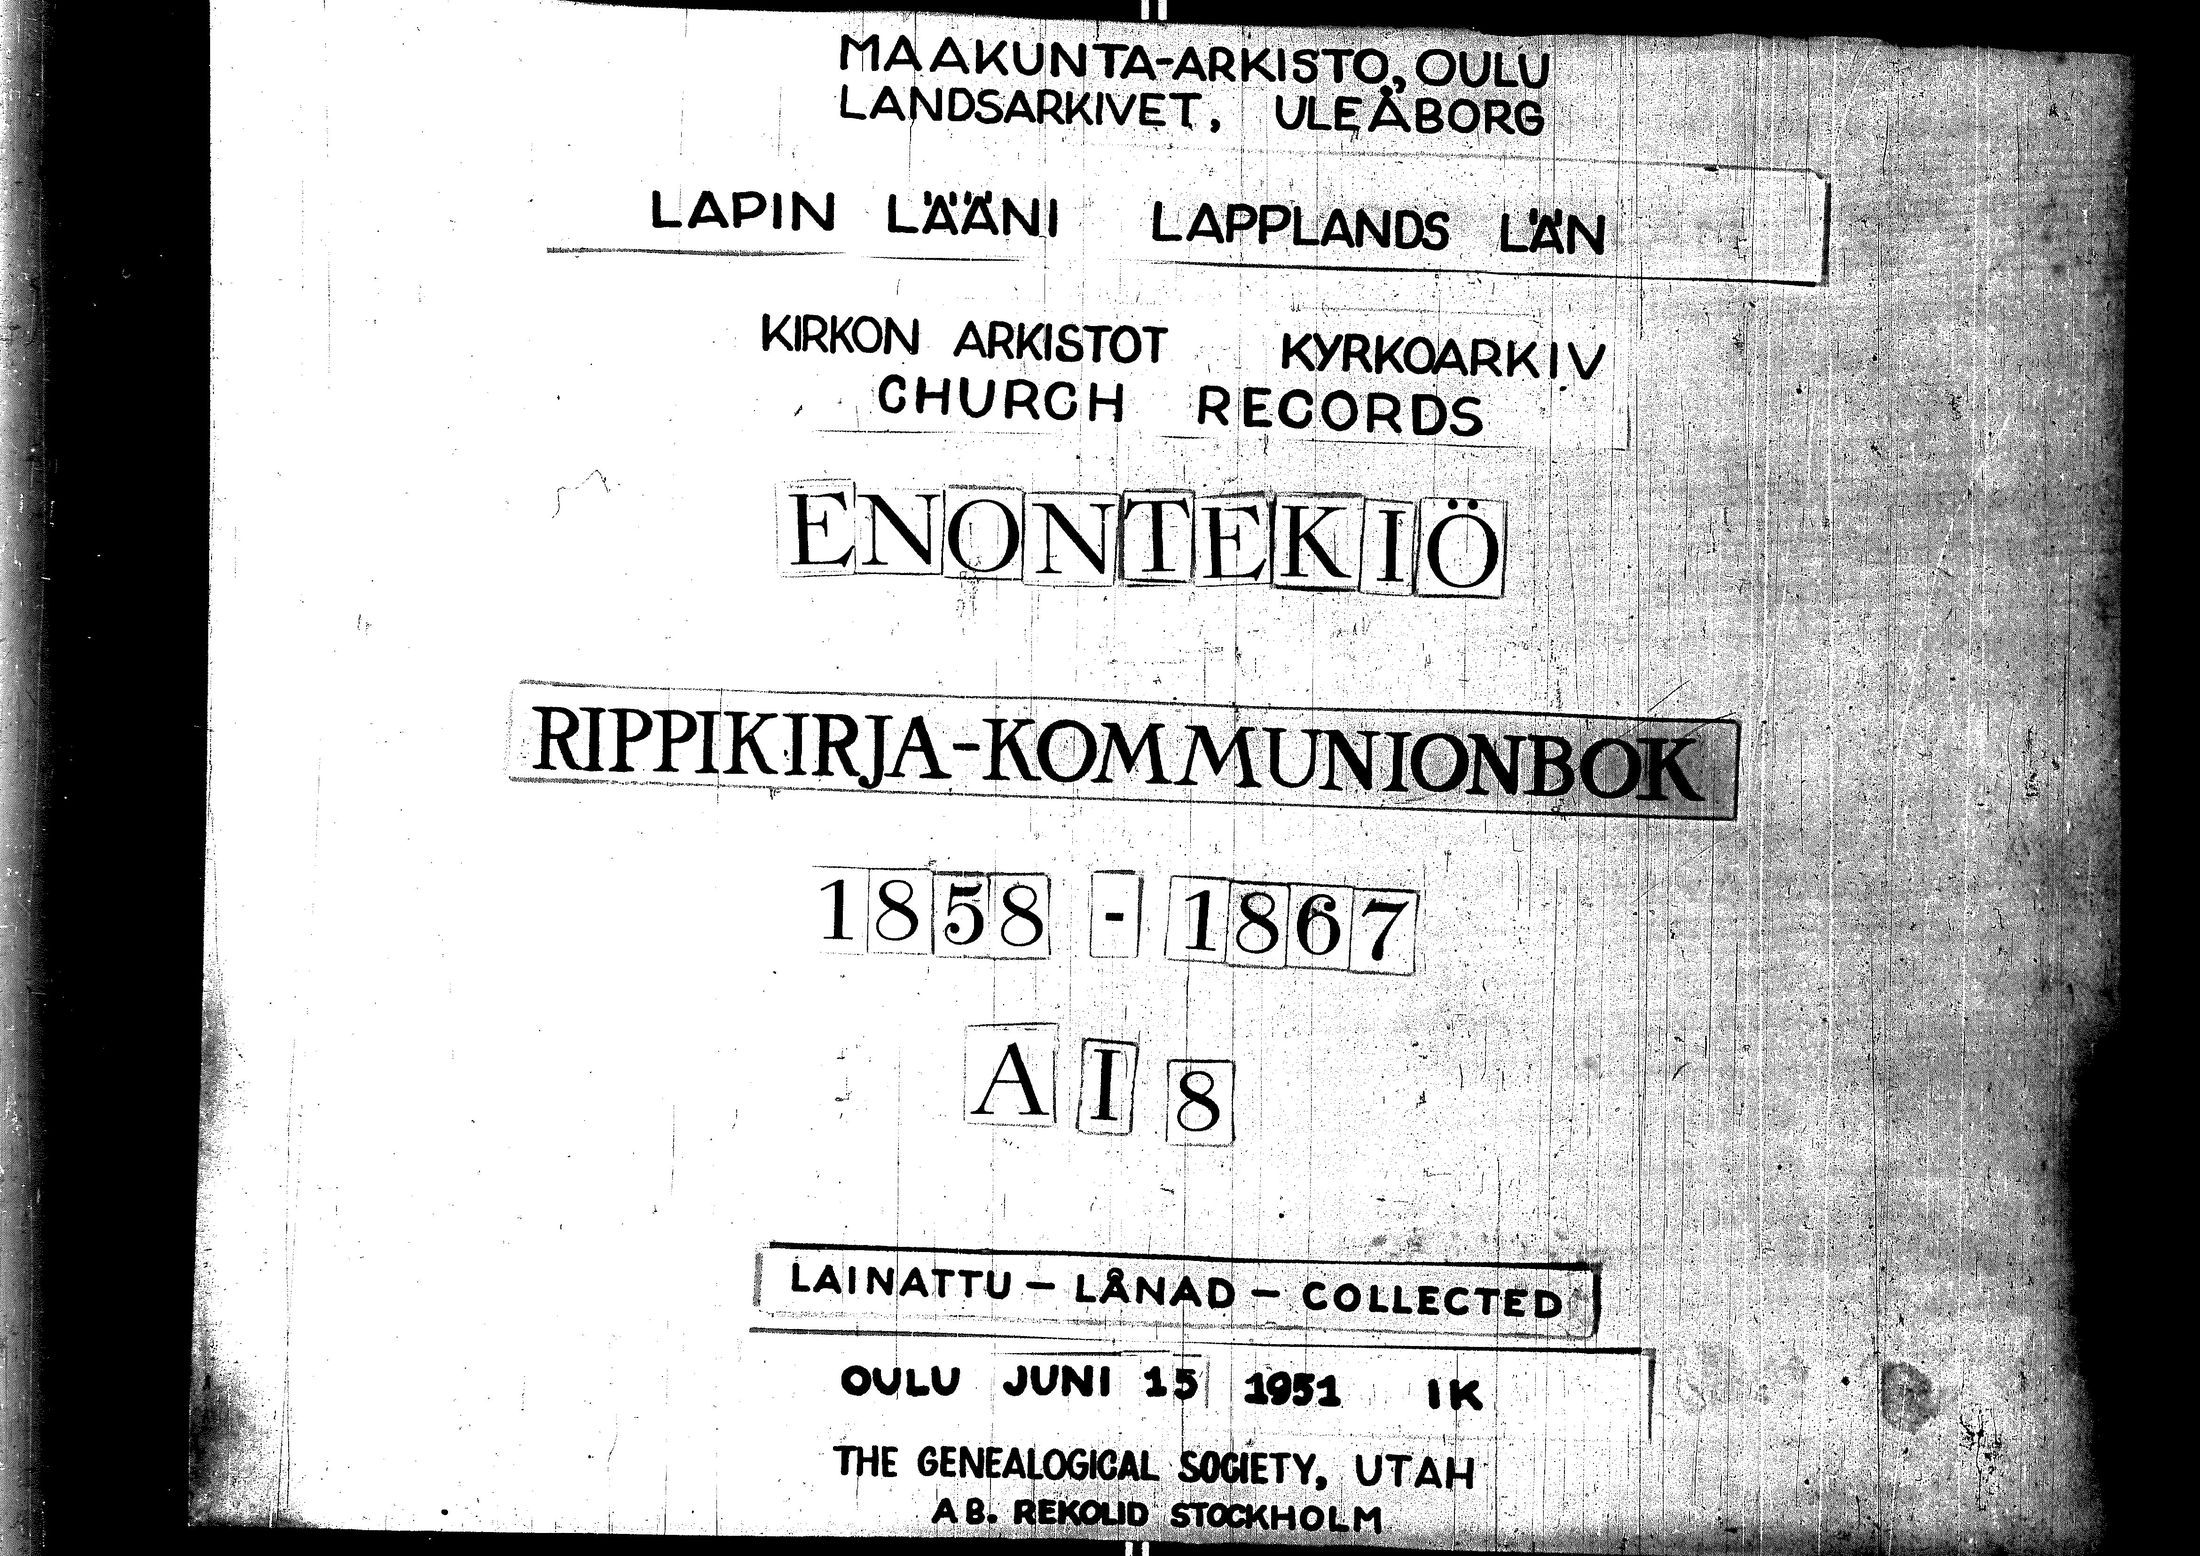 MAAKUNTA-ARKISTO, OULU
LANDSARKIVET, ULEÅBORG
LAPIN LÄÄNI LAPPLANDS LÄN
KIRKON ARKISTOT KYRKOARKIV
CHURCH RECORDS
ENONTEKIÖ
RIPPIKIRJA-KOMMUNIONBOK
1858 - 1867
A I 8
LAINATTU - LÅNAD - COLLECTED
OULU JUNI 15 1951 IK
THE GENEALOGICAL SOCIETY, UTAH
AB. REKOLID STOCKHOLM